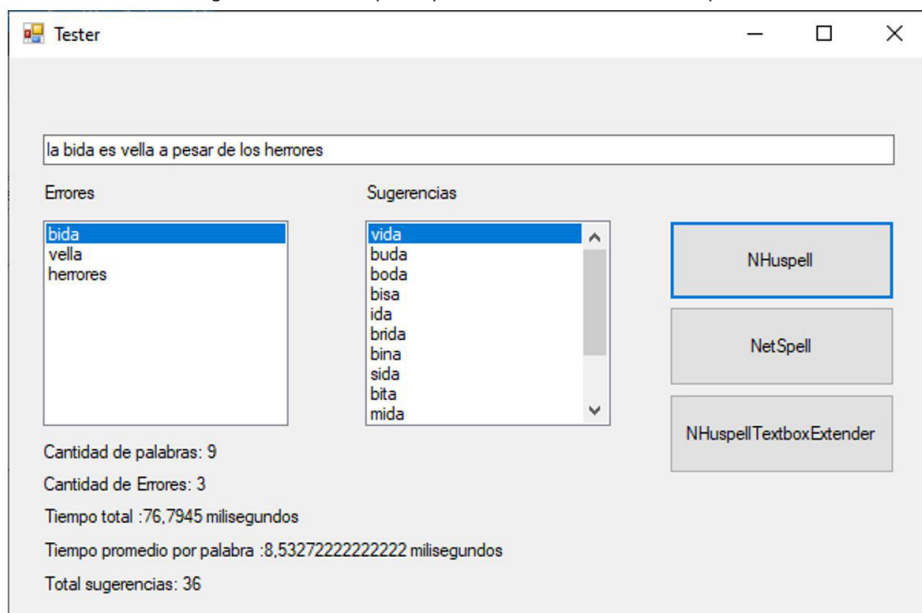 Tester
la bida es vella a pesar de los herrores
Errores
Sugerencias
bida
vella
herrores
vida
buda
boda
bisa
ida
brida
bina
sida
bita
mida
NHuspell
NetSpell
NHuspellTextboxExtender
Cantidad de palabras: 9
Cantidad de Errores: 3
Tiempo total :76,7945 milisegundos
Tiempo promedio por palabra :8,53272222222222 milisegundos
Total sugerencias: 36